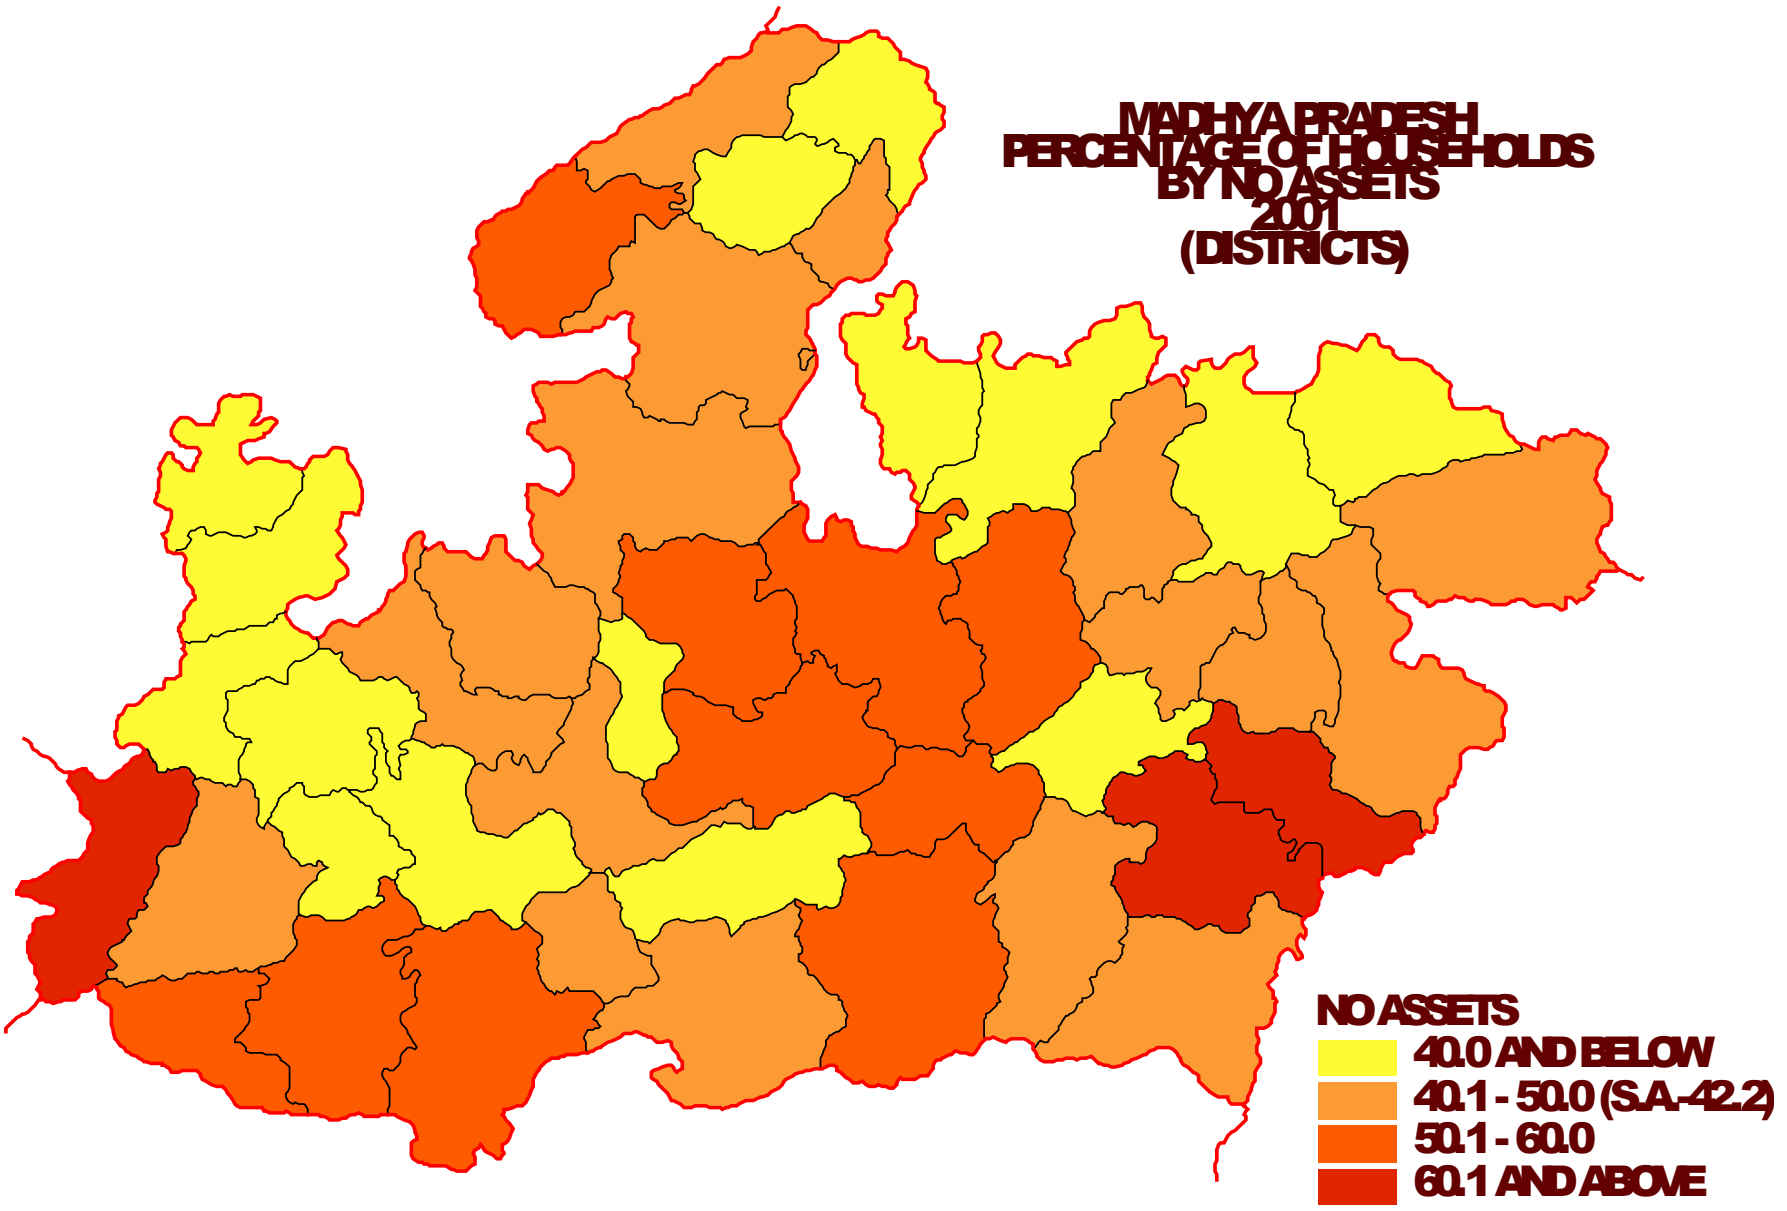 MADHYA PRADESH
PERCENTAGE OF HOUSEHOLDS
BY NO ASSETS
2001
(DISTRICTS)
NO ASSETS
40.0 AND BELOW
40.1 - 50.0 (S.A.-42.2)
50.1 - 60.0
60.1 AND ABOVE